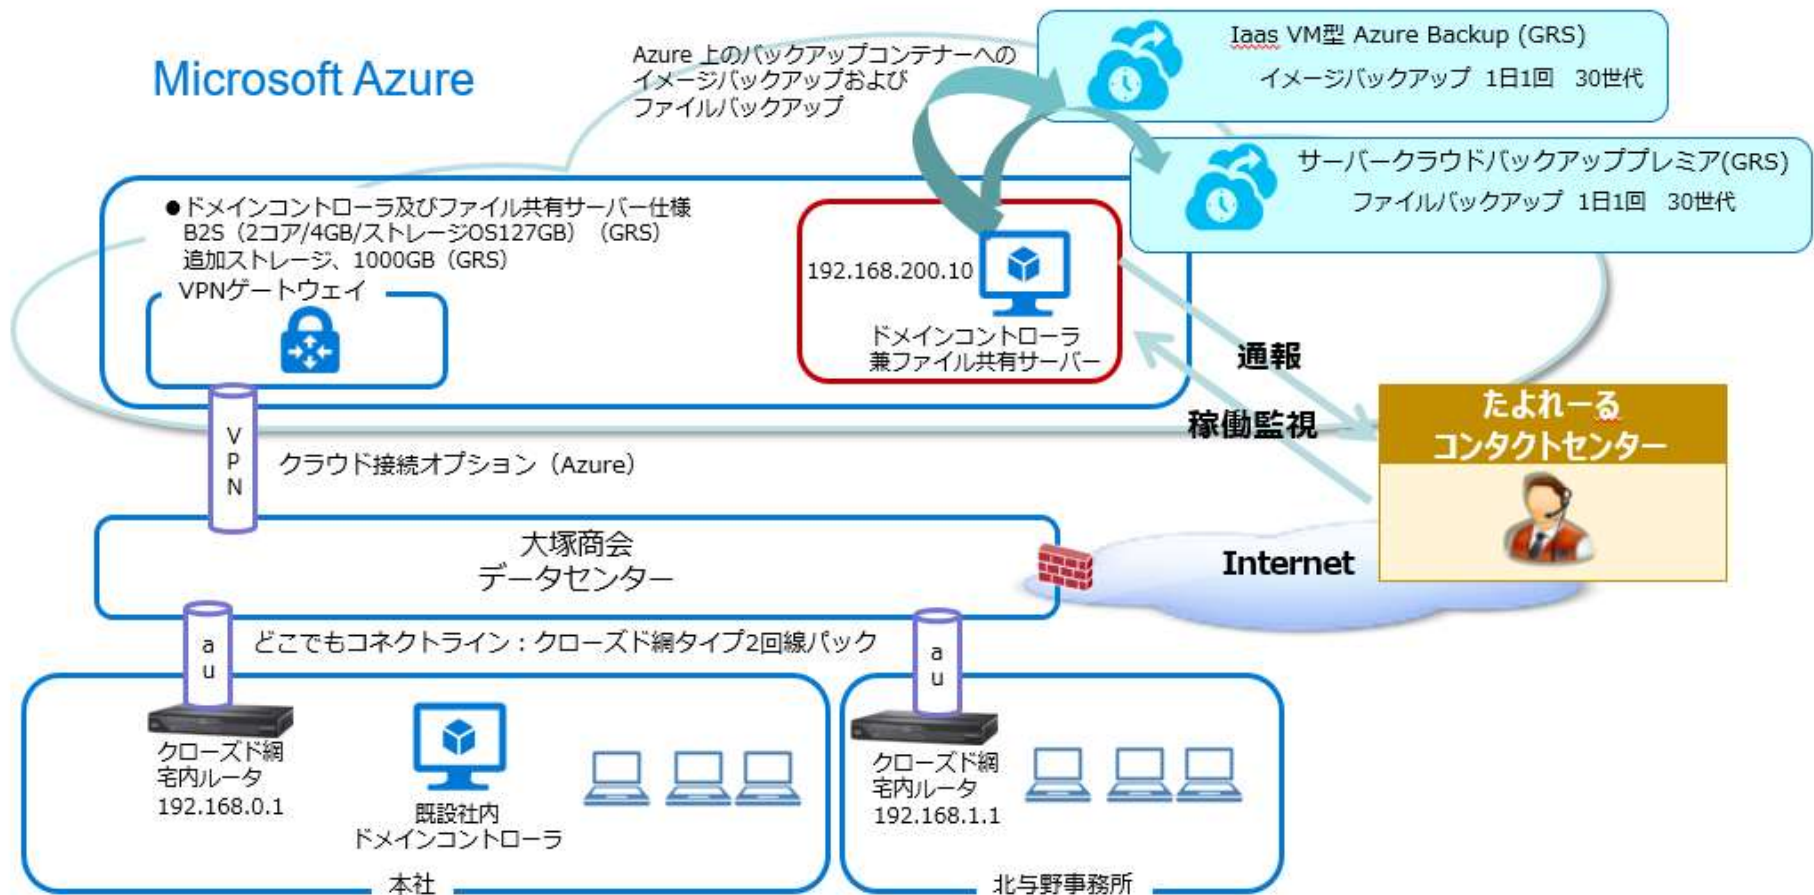 Microsoft Azure
Azure 上のバックアップコンテナーへの
イメージバックアップおよび
ファイルバックアップ
Iaas VM型 Azure Backup (GRS)
イメージバックアップ 1日1回 30世代
サーバークラウドバックアッププレミア(GRS)
ファイルバックアップ 1日1回 30世代
●ドメインコントローラ及びファイル共有サーバー仕様
B2S（2コア/4GB/ストレージOS127GB）（GRS）
追加ストレージ、1000GB（GRS）
VPNゲートウェイ
192.168.200.10
ドメインコントローラ
兼ファイル共有サーバー
通報
稼働監視
たよれーる
コンタクトセンター
VPN
クラウド接続オプション（Azure）
大塚商会
データセンター
Internet
au
どこでもコネクトライン：クローズド網タイプ2回線パック
au
クローズド網
宅内ルータ
192.168.0.1
既設社内
ドメインコントローラ
本社
クローズド網
宅内ルータ
192.168.1.1
北与野事務所